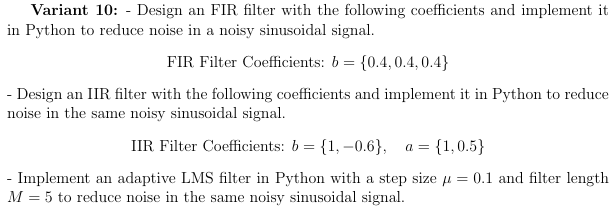 Variant 10: - Design an FIR filter with the following coefficients and implement it
in Python to reduce noise in a noisy sinusoidal signal.
FIR Filter Coefficients: b = {0.4, 0.4, 0.4}
- Design an IIR filter with the following coefficients and implement it in Python to reduce
noise in the same noisy sinusoidal signal.
IIR Filter Coefficients: b = {1, −0.6}, a = {1, 0.5}
- Implement an adaptive LMS filter in Python with a step size μ = 0.1 and filter length
M = 5 to reduce noise in the same noisy sinusoidal signal.